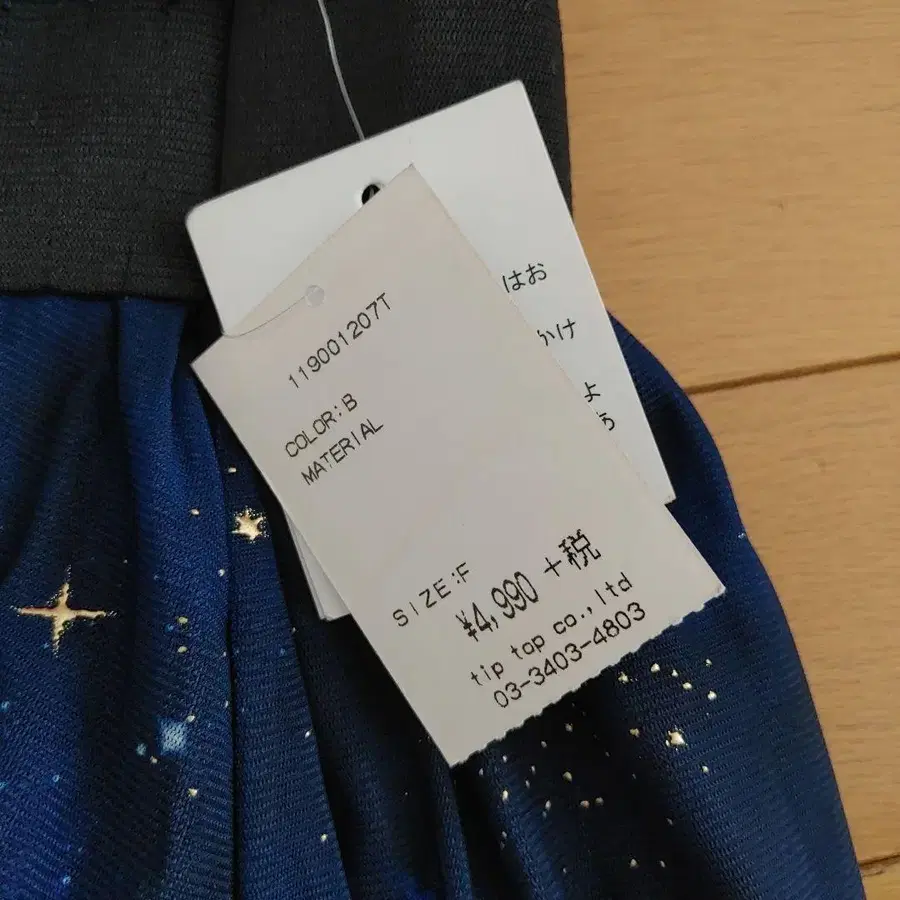 119001207T
COLOR:B
MATERIAL
SIZE:F
¥4,990+税
tip top co.,ltd
03-3403-4803
はお
かけ
よ